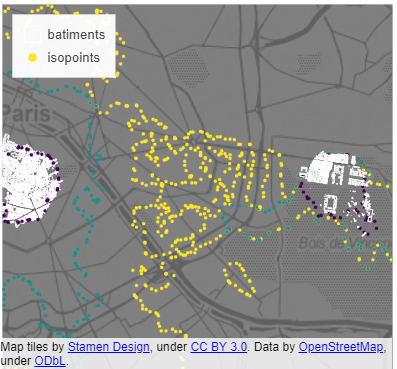 batiments
isopoints
Paris
Bois de Vincen
Map tiles by Stamen Design, under CC BY 3.0. Data by OpenStreetMap,
under ODbL.